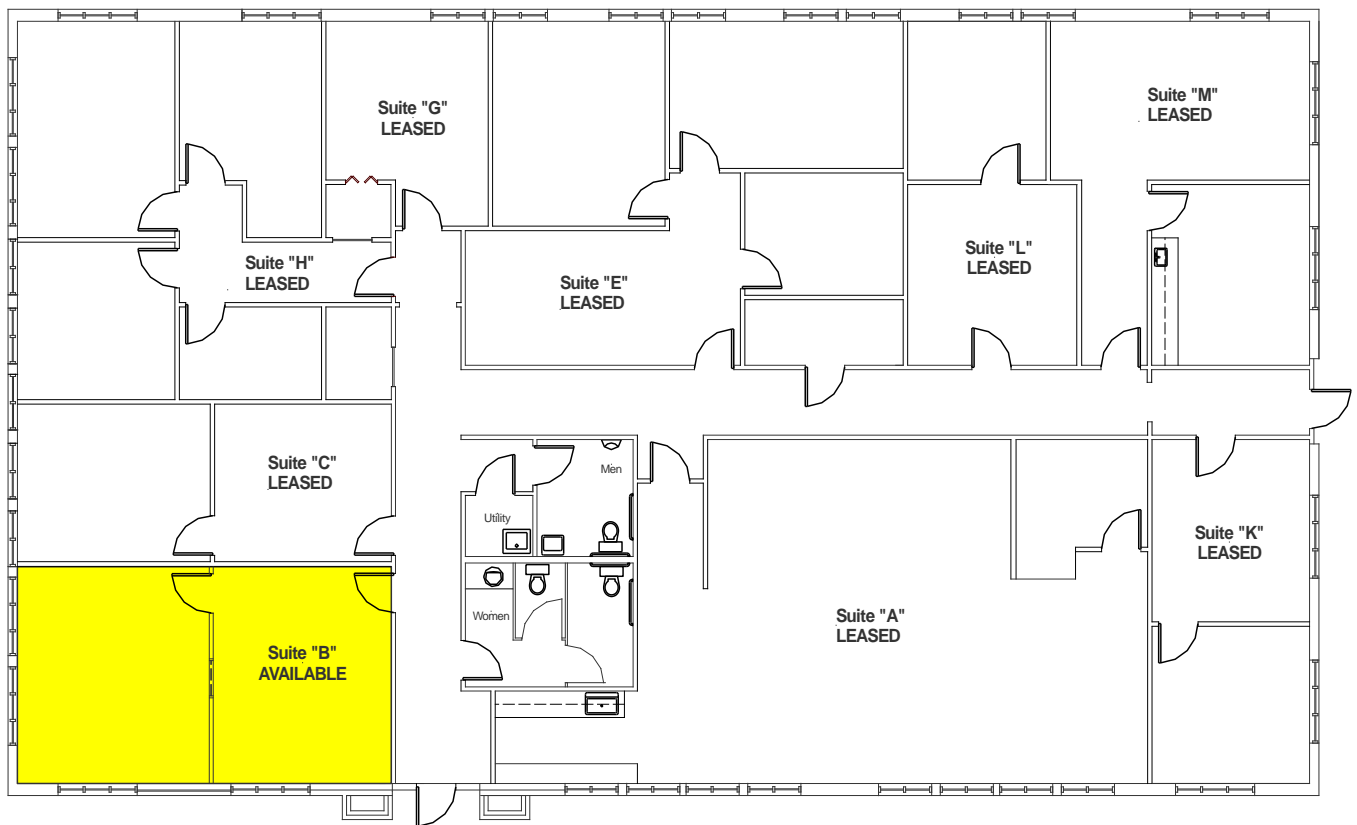 Suite "G"
LEASED
Suite "M"
LEASED
Suite "H"
LEASED
Suite "E"
LEASED
Suite "L"
LEASED
Suite "C"
LEASED
Men
Utility
Suite "K"
LEASED
Women
Suite "A"
LEASED
Suite "B"
AVAILABLE